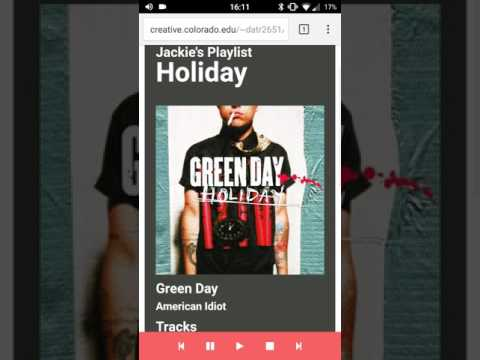 16:11
17%
creative.colorado.edu/~datr2651
1
Jackie's Playlist
Holiday
GREEN DAY
HOLIDAY
Green Day
American Idiot
Tracks